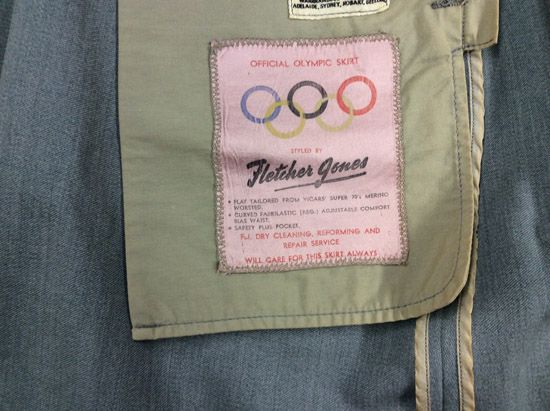 ADELAIDE, SYDNEY, HOBART, GEELONG
OFFICIAL OLYMPIC SKIRT
STYLED BY
Fletcher Jones
• FLAT TAILORED FROM VICARS' SUPER 70's MERINO
WORSTED.
• CURVED FABRILASTIC (REG.) ADJUSTABLE COMFORT
BIAS WAIST.
• SAFETY PLUS POCKET.
F.J. DRY CLEANING, REFORMING AND
REPAIR SERVICE
WILL CARE FOR THIS SKIRT ALWAYS